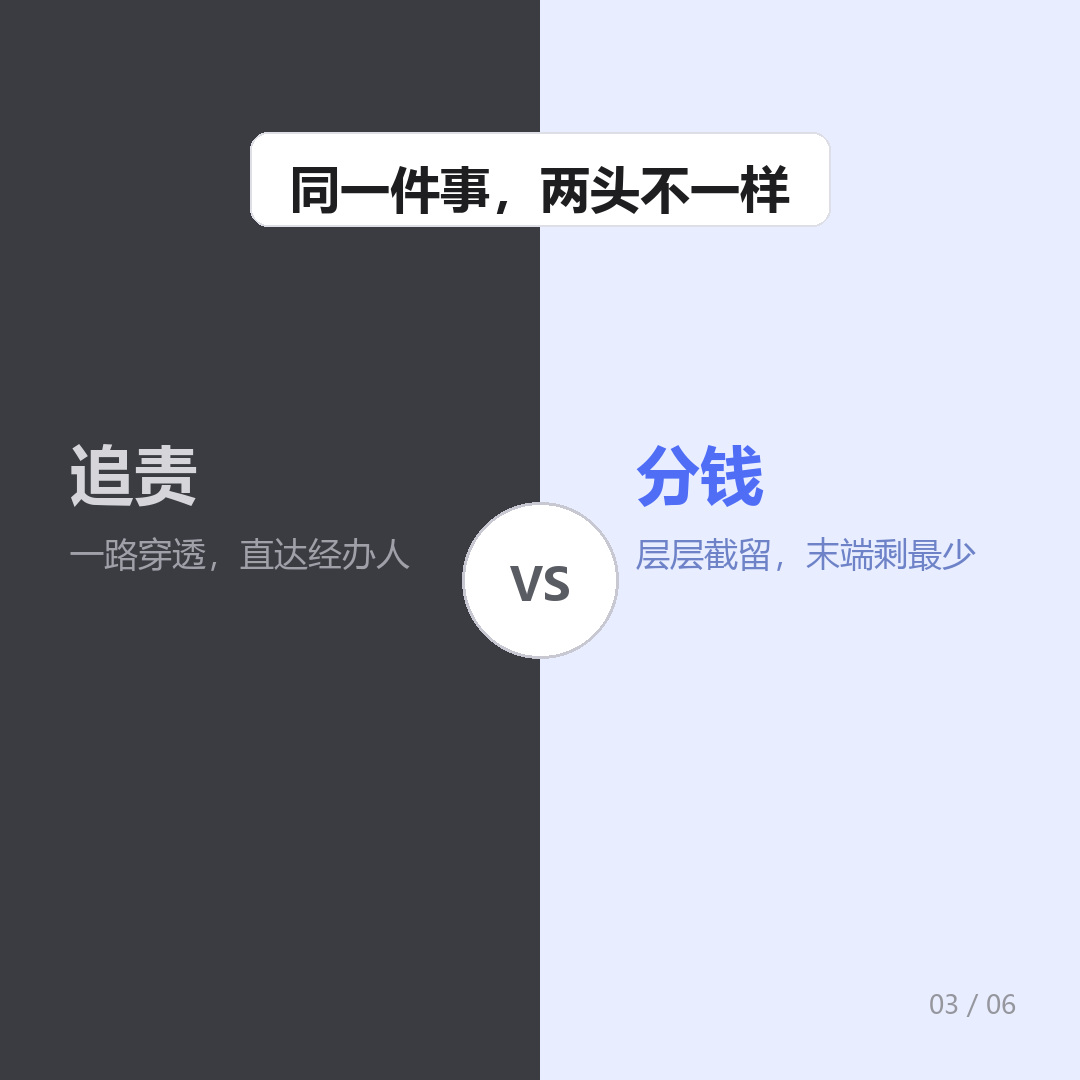 同一件事，两头不一样
追责
一路穿透，直达经办人
VS
分钱
层层截留，末端剩最少
03 / 06